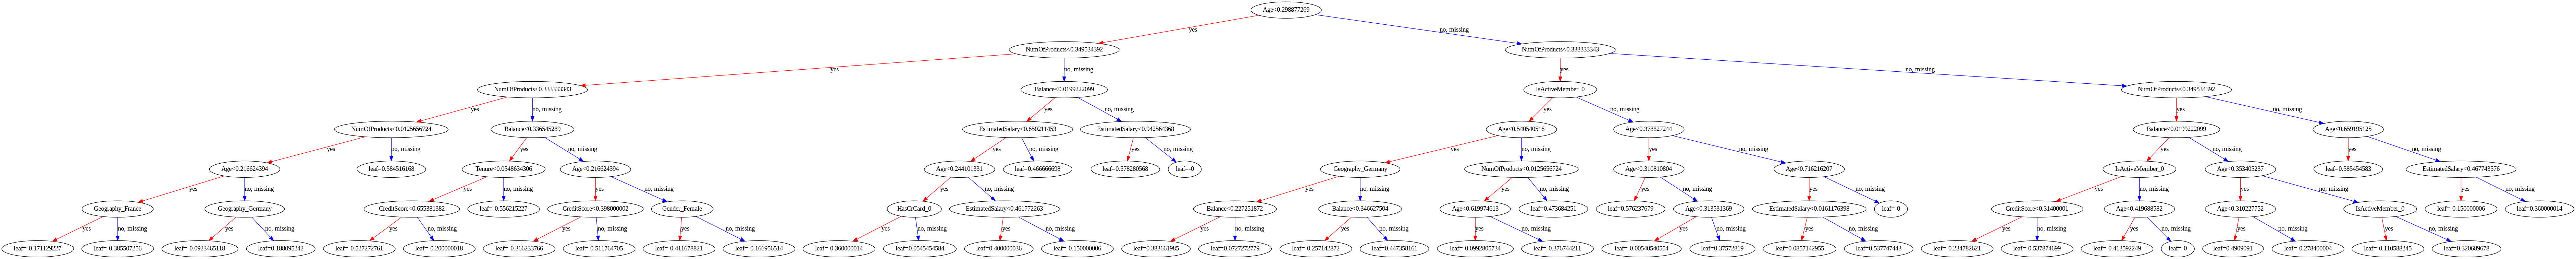 Age<0.298877269
yes
no, missing
NumOfProducts<0.349534392
NumOfProducts<0.333333343
yes
no, missing
yes
no, missing
NumOfProducts<0.333333343
Balance<0.0199222099
IsActiveMember_0
NumOfProducts<0.349534392
yes
no, missing
yes
no, missing
yes
no, missing
yes
no, missing
NumOfProducts<0.0125656724
Balance<0.336545289
EstimatedSalary<0.650211453
EstimatedSalary<0.942564368
Age<0.540540516
Age<0.378827244
Balance<0.0199222099
Age<0.659195125
yes
no, missing
yes
no, missing
yes
no, missing
yes
no, missing
yes
no, missing
yes
no, missing
yes
no, missing
yes
no, missing
Age<0.216624394
leaf=0.584516168
Tenure<0.0548634306
Age<0.216624394
Age<0.244101331
leaf=0.466666698
leaf=0.578280568
leaf=-0
Geography_Germany
NumOfProducts<0.0125656724
Age<0.310810804
Age<0.716216207
IsActiveMember_0
Age<0.353405237
leaf=0.585454583
EstimatedSalary<0.467743576
yes
no, missing
yes
no, missing
yes
no, missing
yes
no, missing
yes
no, missing
yes
no, missing
yes
no, missing
yes
no, missing
yes
no, missing
yes
no, missing
yes
no, missing
Geography_France
Geography_Germany
CreditScore<0.655381382
leaf=-0.556215227
CreditScore<0.398000002
Gender_Female
HasCrCard_0
EstimatedSalary<0.461772263
Balance<0.227251872
Balance<0.346627504
Age<0.619974613
leaf=0.473684251
leaf=0.576237679
Age<0.313531369
EstimatedSalary<0.0161176398
leaf=-0
CreditScore<0.31400001
Age<0.419688582
Age<0.310227752
IsActiveMember_0
leaf=-0.150000006
leaf=0.360000014
yes
no, missing
yes
no, missing
yes
no, missing
yes
no, missing
yes
no, missing
yes
no, missing
yes
no, missing
yes
no, missing
yes
no, missing
yes
no, missing
yes
no, missing
yes
no, missing
yes
no, missing
yes
no, missing
yes
no, missing
yes
no, missing
leaf=-0.171129227
leaf=-0.385507256
leaf=-0.0923465118
leaf=0.188095242
leaf=-0.527272761
leaf=-0.200000018
leaf=-0.366233766
leaf=-0.511764705
leaf=-0.411678821
leaf=-0.166956514
leaf=-0.360000014
leaf=0.0545454584
leaf=0.400000036
leaf=-0.150000006
leaf=0.383661985
leaf=0.0727272779
leaf=-0.257142872
leaf=0.447358161
leaf=-0.0992805734
leaf=-0.376744211
leaf=-0.00540540554
leaf=0.37572819
leaf=0.0857142955
leaf=0.537747443
leaf=-0.234782621
leaf=-0.537874699
leaf=-0.413592249
leaf=-0
leaf=0.4909091
leaf=-0.278400004
leaf=-0.110588245
leaf=0.320689678